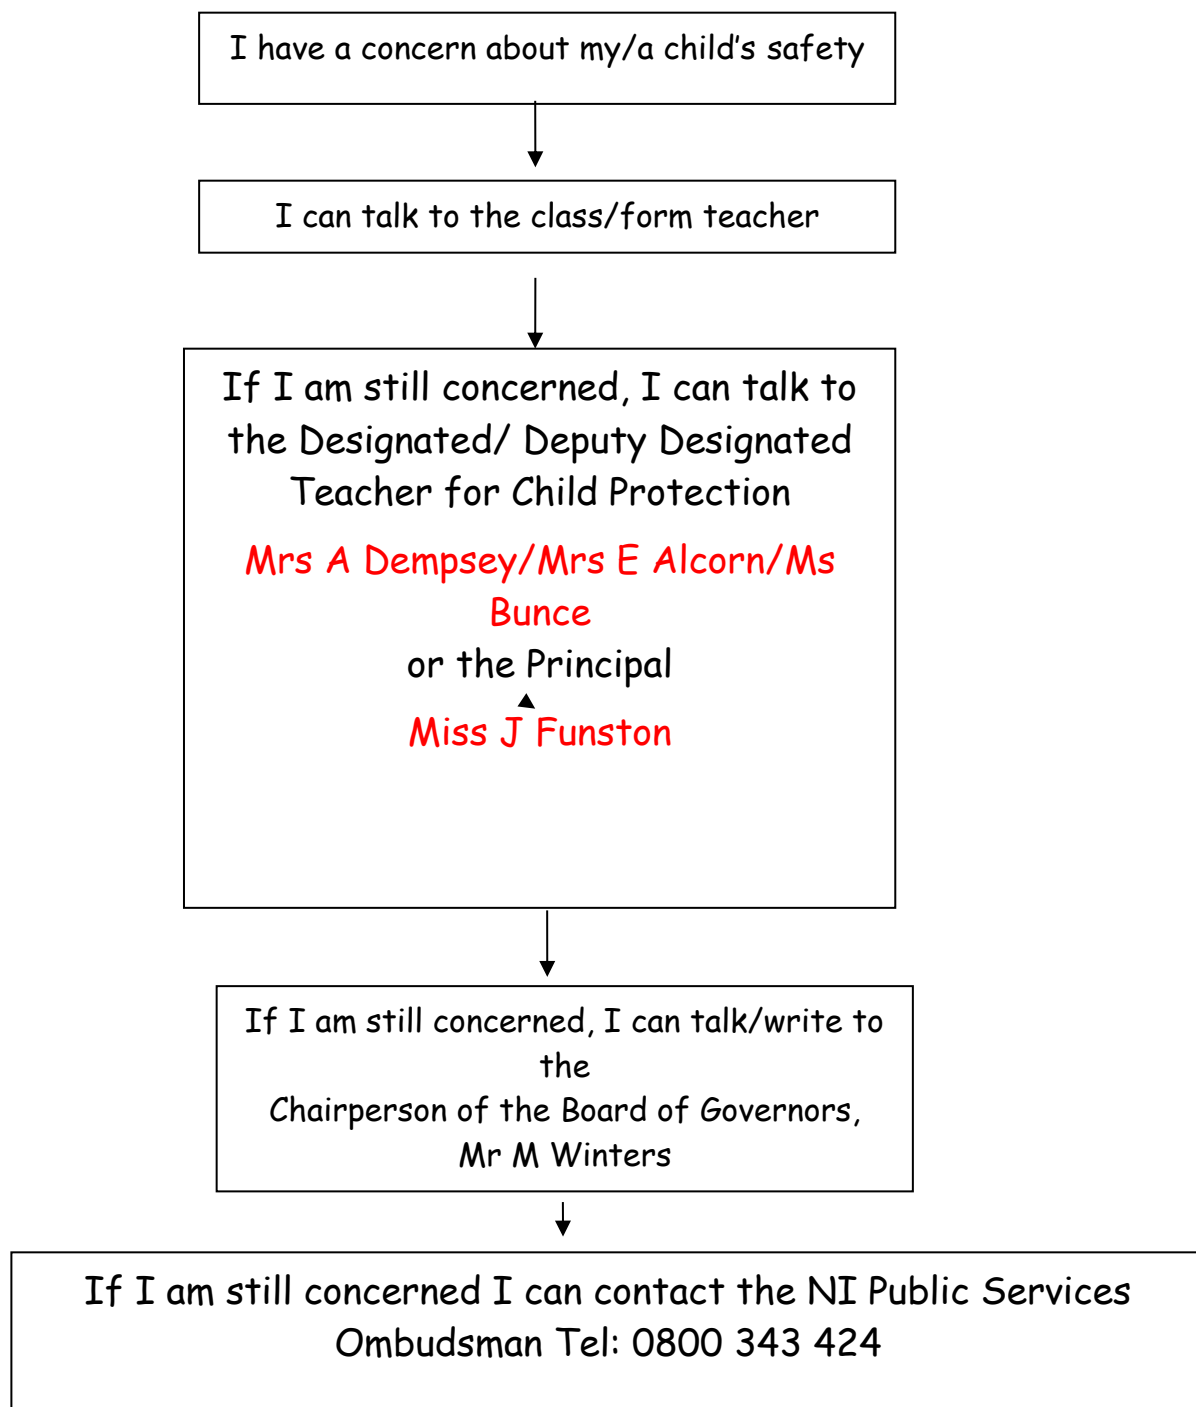 I have a concern about my/a child’s safety
I can talk to the class/form teacher
If I am still concerned, I can talk to
the Designated/ Deputy Designated
Teacher for Child Protection
Mrs A Dempsey/Mrs E Alcorn/Ms
Bunce
or the Principal
Miss J Funston
If I am still concerned, I can talk/write to
the
Chairperson of the Board of Governors,
Mr M Winters
If I am still concerned I can contact the NI Public Services
Ombudsman Tel: 0800 343 424